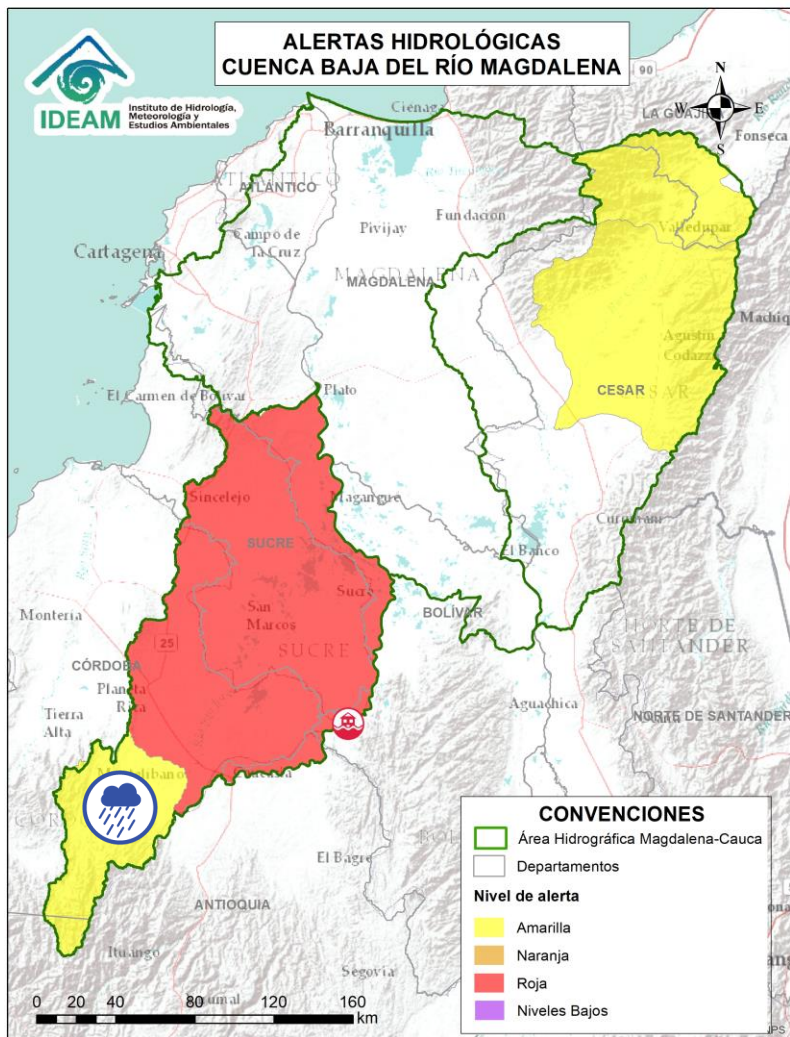 ALERTAS HIDROLÓGICAS
CUENCA BAJA DEL RÍO MAGDALENA
IDEAM
Instituto de Hidrología,
Meteorología y
Estudios Ambientales
N
W
E
S
90
Ciénaga
LA GUAJIRA
Barranquilla
Fonseca
ATLÁNTICO
Fundación
Valledupar
Pivijay
Campo de
la Cruz
Cartagena
MAGDALENA
MAGDALENA
Agustín
Codazzi
CESAR
Plato
El Carmen de Bolívar
Sincelejo
Magangué
Curumaní
SUCRE
El Banco
Sucre
San
Marcos
BOLÍVAR
Montería
NORTE DE
SANTANDER
25
SUCRE
CÓRDOBA
Planeta
Rica
Aguachica
Tierra
Alta
NORTE DE SANTANDER
Montelíbano
El Bagre
ANTIOQUIA
Ituango
Segovia
0 20 40 80 120 160
km
CONVENCIONES
Área Hidrográfica Magdalena-Cauca
Departamentos
Nivel de alerta
Amarilla
Naranja
Roja
Niveles Bajos